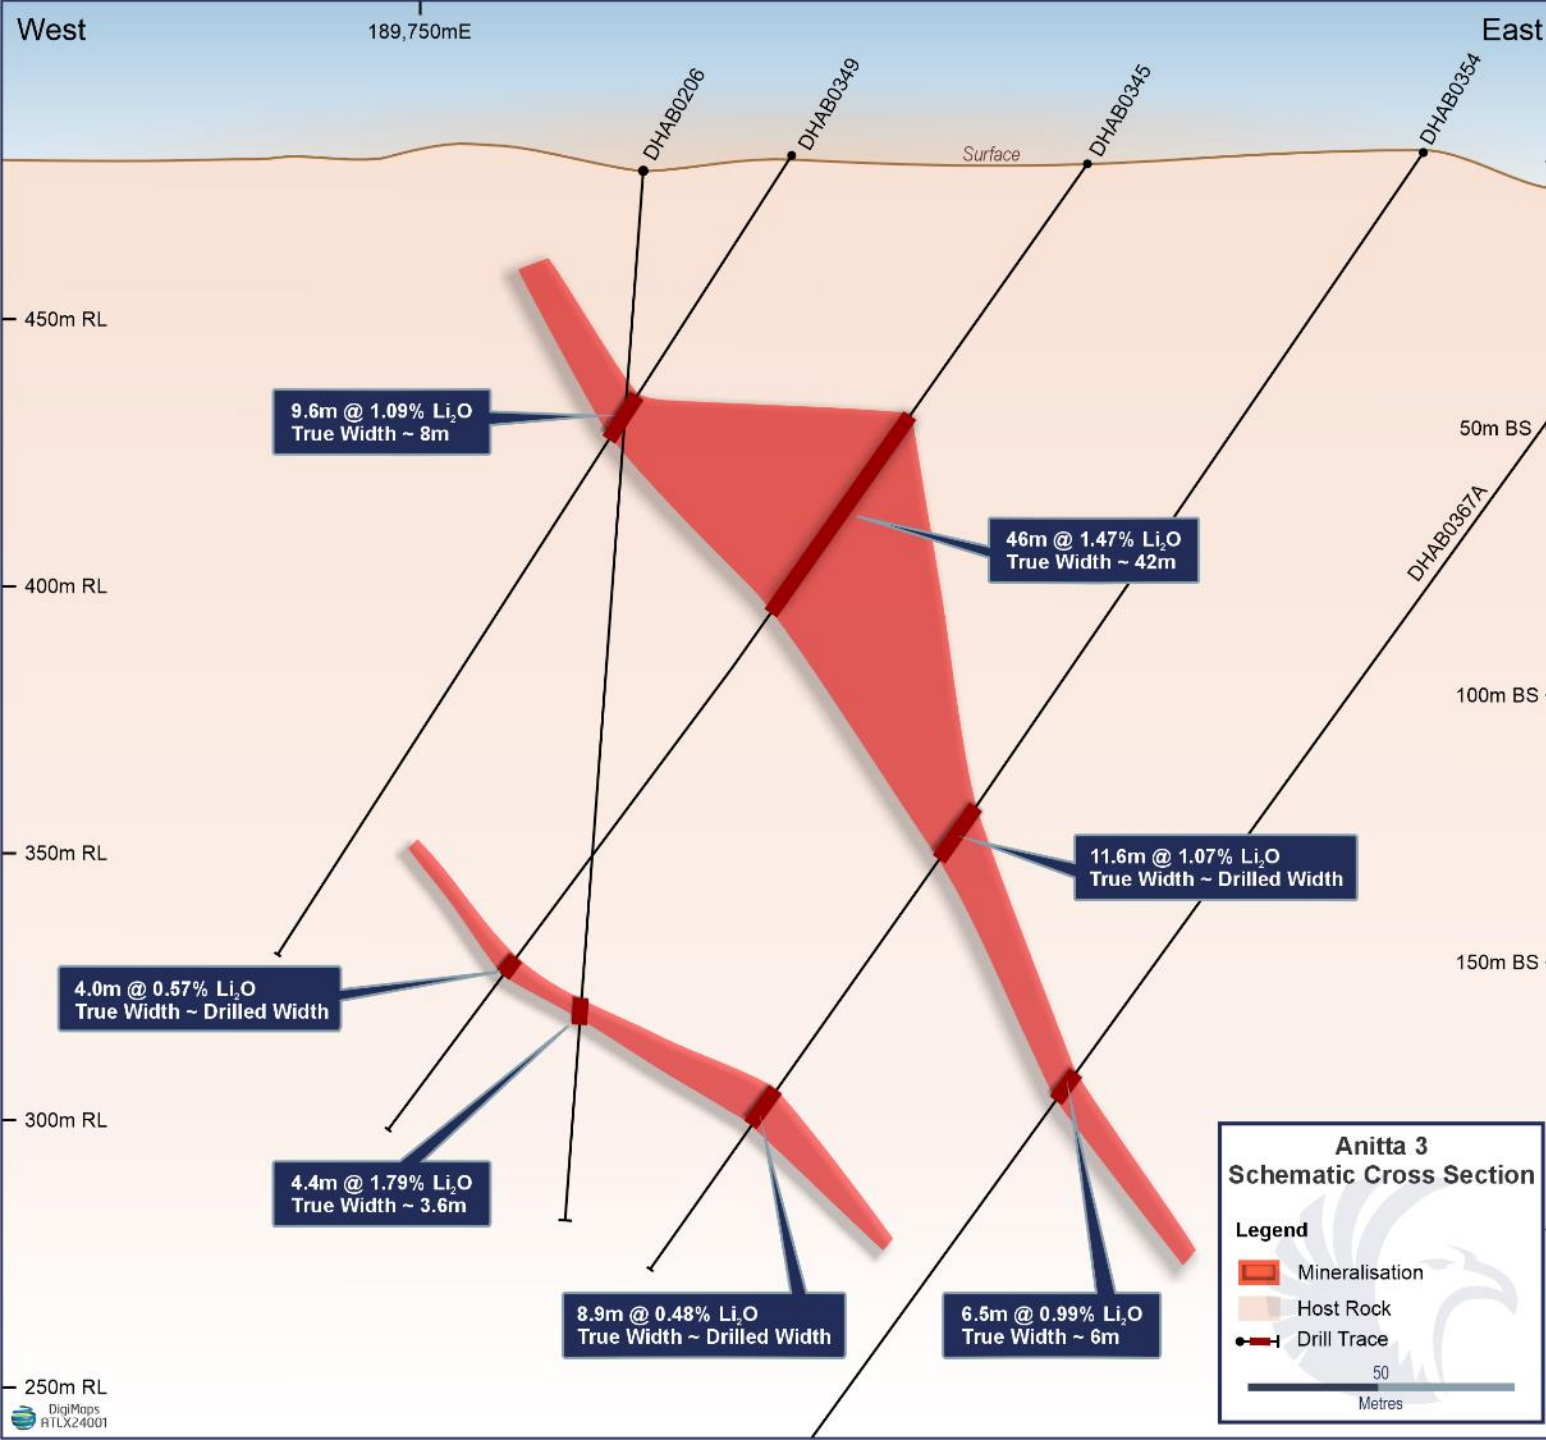 West
189,750mE
East
DHAB0206
DHAB0349
DHAB0345
DHAB0354
Surface
450m RL
9.6m @ 1.09% Li₂O
True Width ~ 8m
50m BS
DHAB0367A
46m @ 1.47% Li₂O
True Width ~ 42m
400m RL
100m BS
350m RL
11.6m @ 1.07% Li₂O
True Width ~ Drilled Width
150m BS
4.0m @ 0.57% Li₂O
True Width ~ Drilled Width
300m RL
4.4m @ 1.79% Li₂O
True Width ~ 3.6m
8.9m @ 0.48% Li₂O
True Width ~ Drilled Width
6.5m @ 0.99% Li₂O
True Width ~ 6m
Anitta 3
Schematic Cross Section
Legend
Mineralisation
Host Rock
Drill Trace
50
Metres
250m RL
DigiMaps
ATLX24001